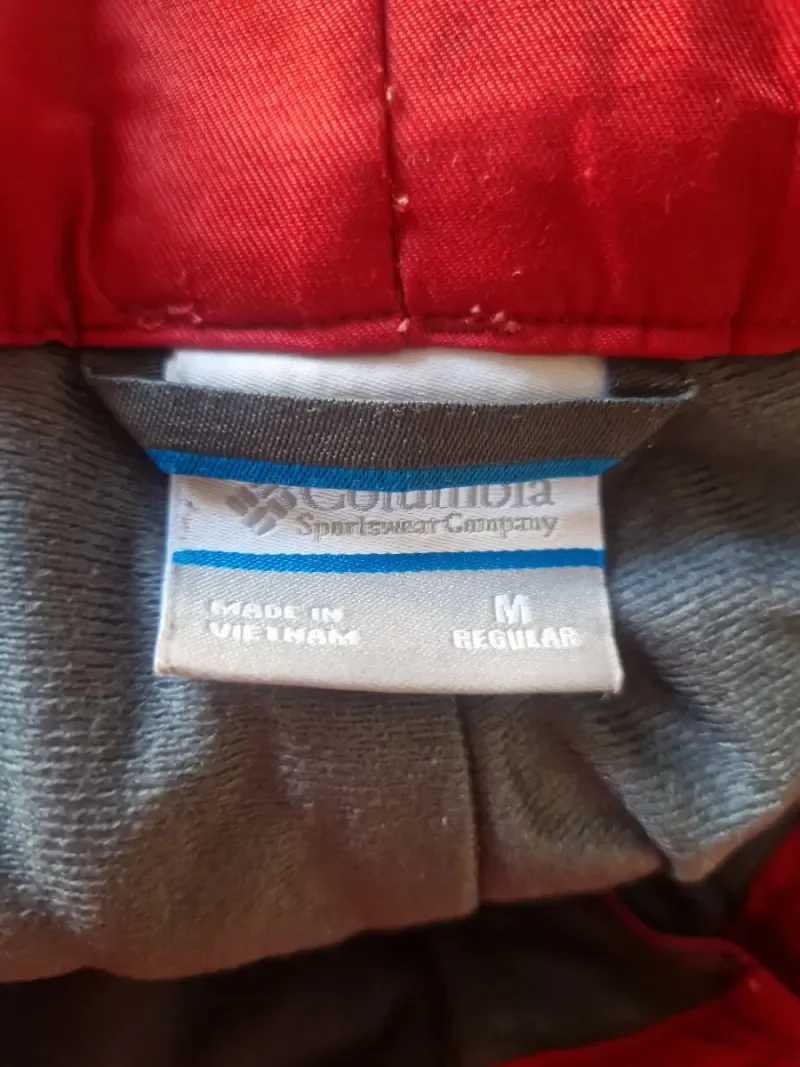 Columbia
Sportswear Company
MADE IN
VIETNAM
M
REGULAR